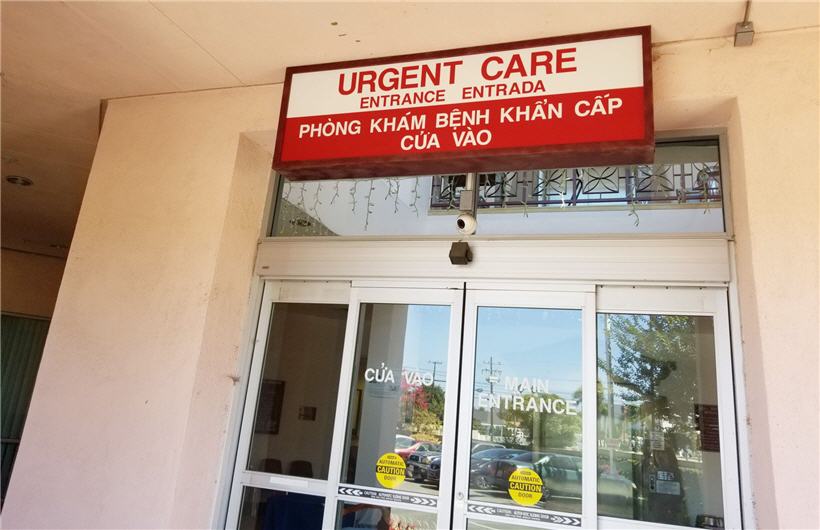 URGENT CARE
ENTRANCE ENTRADA
PHÒNG KHÁM BỆNH KHẨN CẤP
CỬA VÀO
CỬA VAO
MAIN
ENTRANCE
AUTOMATIC
CAUTION
DOOR
AUTOMATIC
CAUTION
DOOR